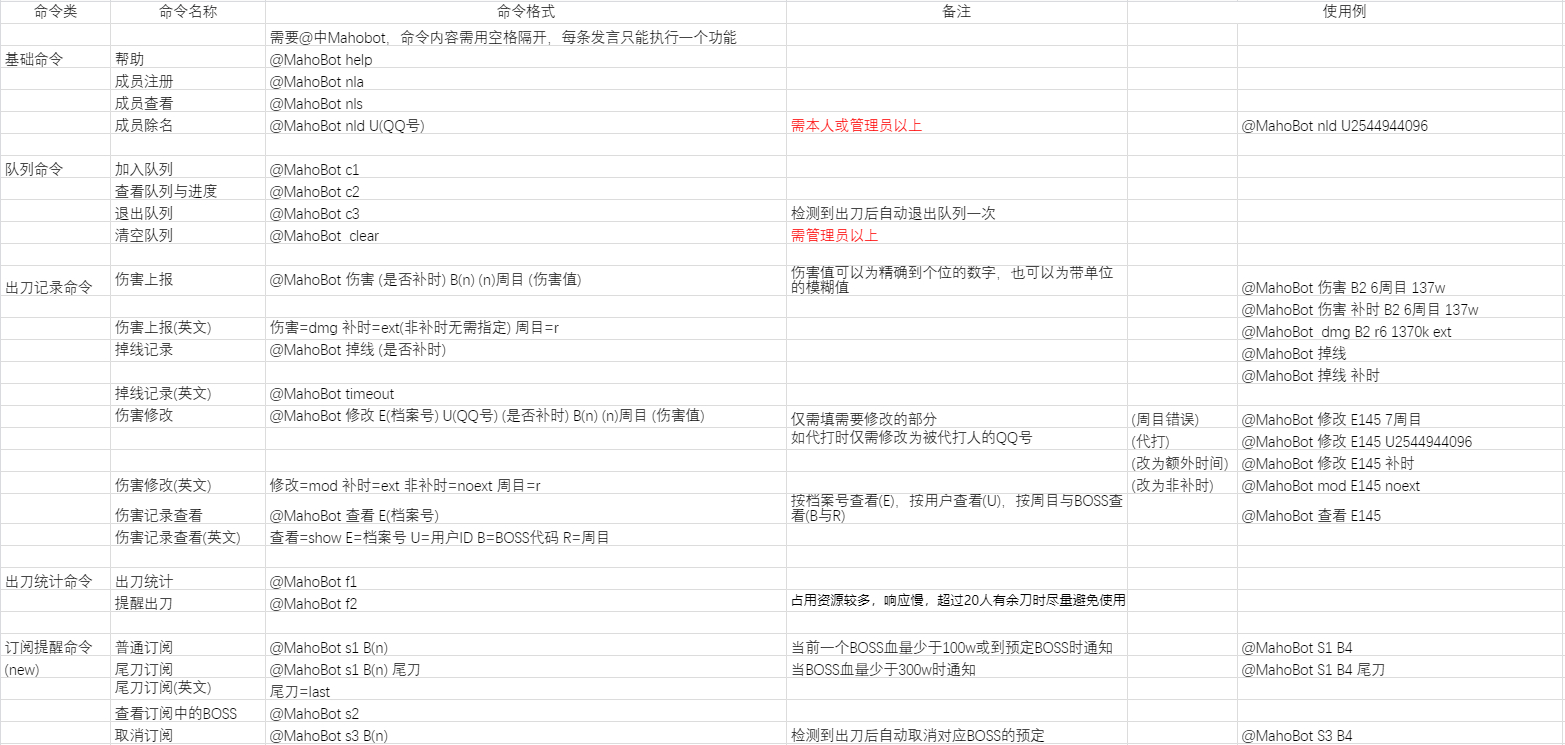 命令类 命令名称 命令格式 备注 使用例
需要@中Mahobot，命令内容需用空格隔开，每条发言只能执行一个功能
基础命令 帮助 @MahoBot help
成员注册 @MahoBot nla
成员查看 @MahoBot nls
成员除名 @MahoBot nld U(QQ号) 需本人或管理员以上 @MahoBot nld U2544944096
队列命令 加入队列 @MahoBot c1
查看队列与进度 @MahoBot c2
退出队列 @MahoBot c3 检测到出刀后自动退出队列一次
清空队列 @MahoBot  clear 需管理员以上
出刀记录命令 伤害上报 @MahoBot 伤害 (是否补时) B(n) (n)周目 (伤害值) 伤害值可以为精确到个位的数字，也可以为带单位
的模糊值 @MahoBot 伤害 B2 6周目 137w
@MahoBot 伤害 补时 B2 6周目 137w
伤害上报(英文) 伤害=dmg 补时=ext(非补时无需指定) 周目=r @MahoBot  dmg B2 r6 1370k ext
掉线记录 @MahoBot 掉线 (是否补时) @MahoBot 掉线
@MahoBot 掉线 补时
掉线记录(英文) @MahoBot timeout
伤害修改 @MahoBot 修改 E(档案号) U(QQ号) (是否补时) B(n) (n)周目 (伤害值) 仅需填需要修改的部分 (周目错误) @MahoBot 修改 E145 7周目
如代打时仅需修改为被代打人的QQ号 (代打) @MahoBot 修改 E145 U2544944096
(改为额外时间) @MahoBot 修改 E145 补时
伤害修改(英文) 修改=mod 补时=ext 非补时=noext 周目=r (改为非补时) @MahoBot mod E145 noext
伤害记录查看 @MahoBot 查看 E(档案号) 按档案号查看(E)，按用户查看(U)，按周目与BOSS查
看(B与R) @MahoBot 查看 E145
伤害记录查看(英文) 查看=show E=档案号 U=用户ID B=BOSS代码 R=周目
出刀统计命令 出刀统计 @MahoBot f1
提醒出刀 @MahoBot f2 占用资源较多，响应慢，超过20人有余刀时尽量避免使用
订阅提醒命令 普通订阅 @MahoBot s1 B(n) 当前一个BOSS血量少于100w或到预定BOSS时通知 @MahoBot S1 B4
(new) 尾刀订阅 @MahoBot s1 B(n) 尾刀 当BOSS血量少于300w时通知 @MahoBot S1 B4 尾刀
尾刀订阅(英文) 尾刀=last
查看订阅中的BOSS @MahoBot s2
取消订阅 @MahoBot s3 B(n) 检测到出刀后自动取消对应BOSS的预定 @MahoBot S3 B4